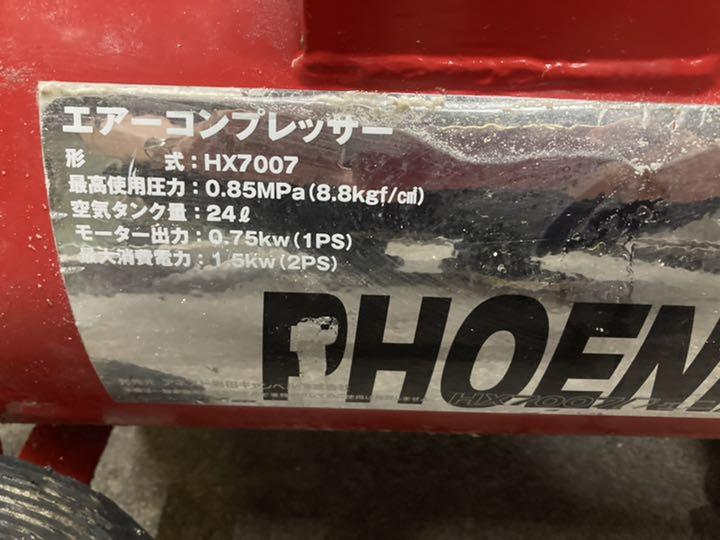 エアーコンプレッサー
形 式：HX7007
最高使用圧力：0.85MPa(8.8kgf/c㎡)
空気タンク量：24ℓ
モーター出力：0.75kw(1PS)
最大消費電力：1.5kw(2PS)
PHOENI
HX7007